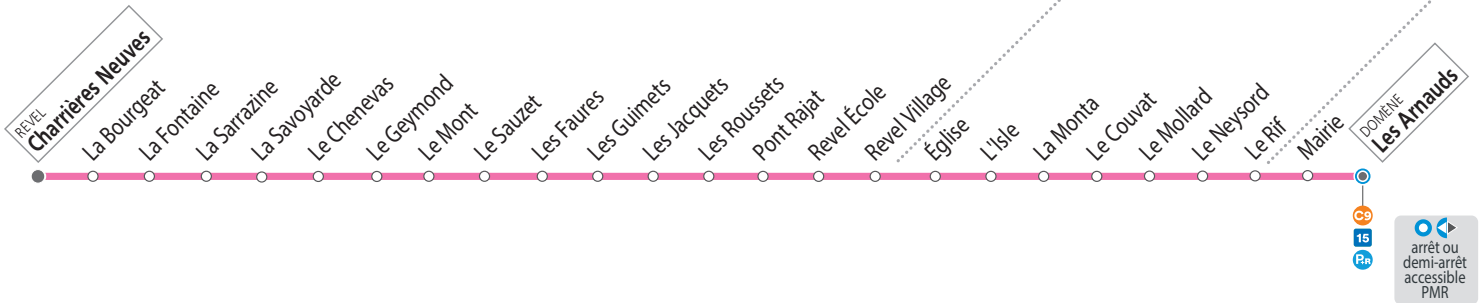 REVEL
Charrières Neuves
La Bourgeat
La Fontaine
La Sarrazine
La Savoyarde
Le Chenevas
Le Geymond
Le Mont
Le Sauzet
Les Faures
Les Guimets
Les Jacquets
Les Roussets
Pont Rajat
Revel École
Revel Village
Église
L'Isle
La Monta
Le Couvat
Le Mollard
Le Neysord
Le Rif
Mairie
DOMÈNE
Les Arnauds
C9
15
P+R
arrêt ou
demi-arrêt
accessible
PMR